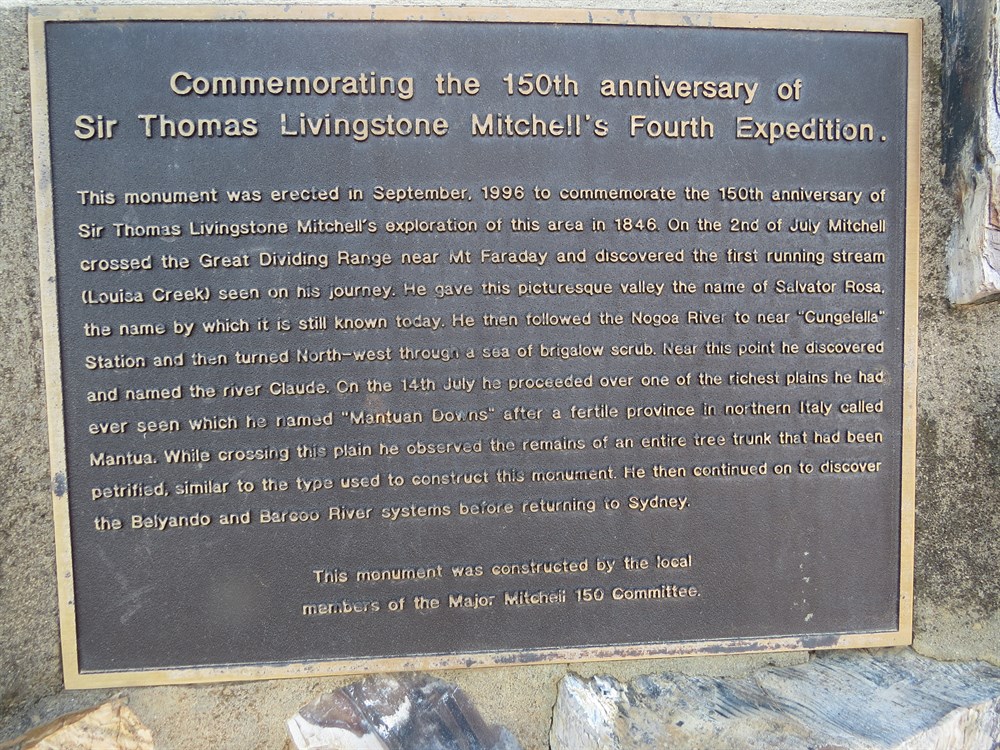 Commemorating the 150th anniversary of
Sir Thomas Livingstone Mitchell's Fourth Expedition.
This monument was erected in September, 1996 to commemorate the 150th anniversary of
Sir Thomas Livingstone Mitchell's exploration of this area in 1846. On the 2nd of July Mitchell
crossed the Great Dividing Range near Mt Faraday and discovered the first running stream
(Louisa Creek) seen on his journey. He gave this picturesque valley the name of Salvator Rosa,
the name by which it is still known today. He then followed the Nogoa River to near "Cungelella"
Station and then turned North-west through a sea of brigalow scrub. Near this point he discovered
and named the river Claude. On the 14th July he proceeded over one of the richest plains he had
ever seen which he named "Mantuan Downs" after a fertile province in northern Italy called
Mantua. While crossing this plain he observed the remains of an entire tree trunk that had been
petrified, similar to the type used to construct this monument. He then continued on to discover
the Belyando and Barcoo River systems before returning to Sydney.
This monument was constructed by the local
members of the Major Mitchell 150 Committee.